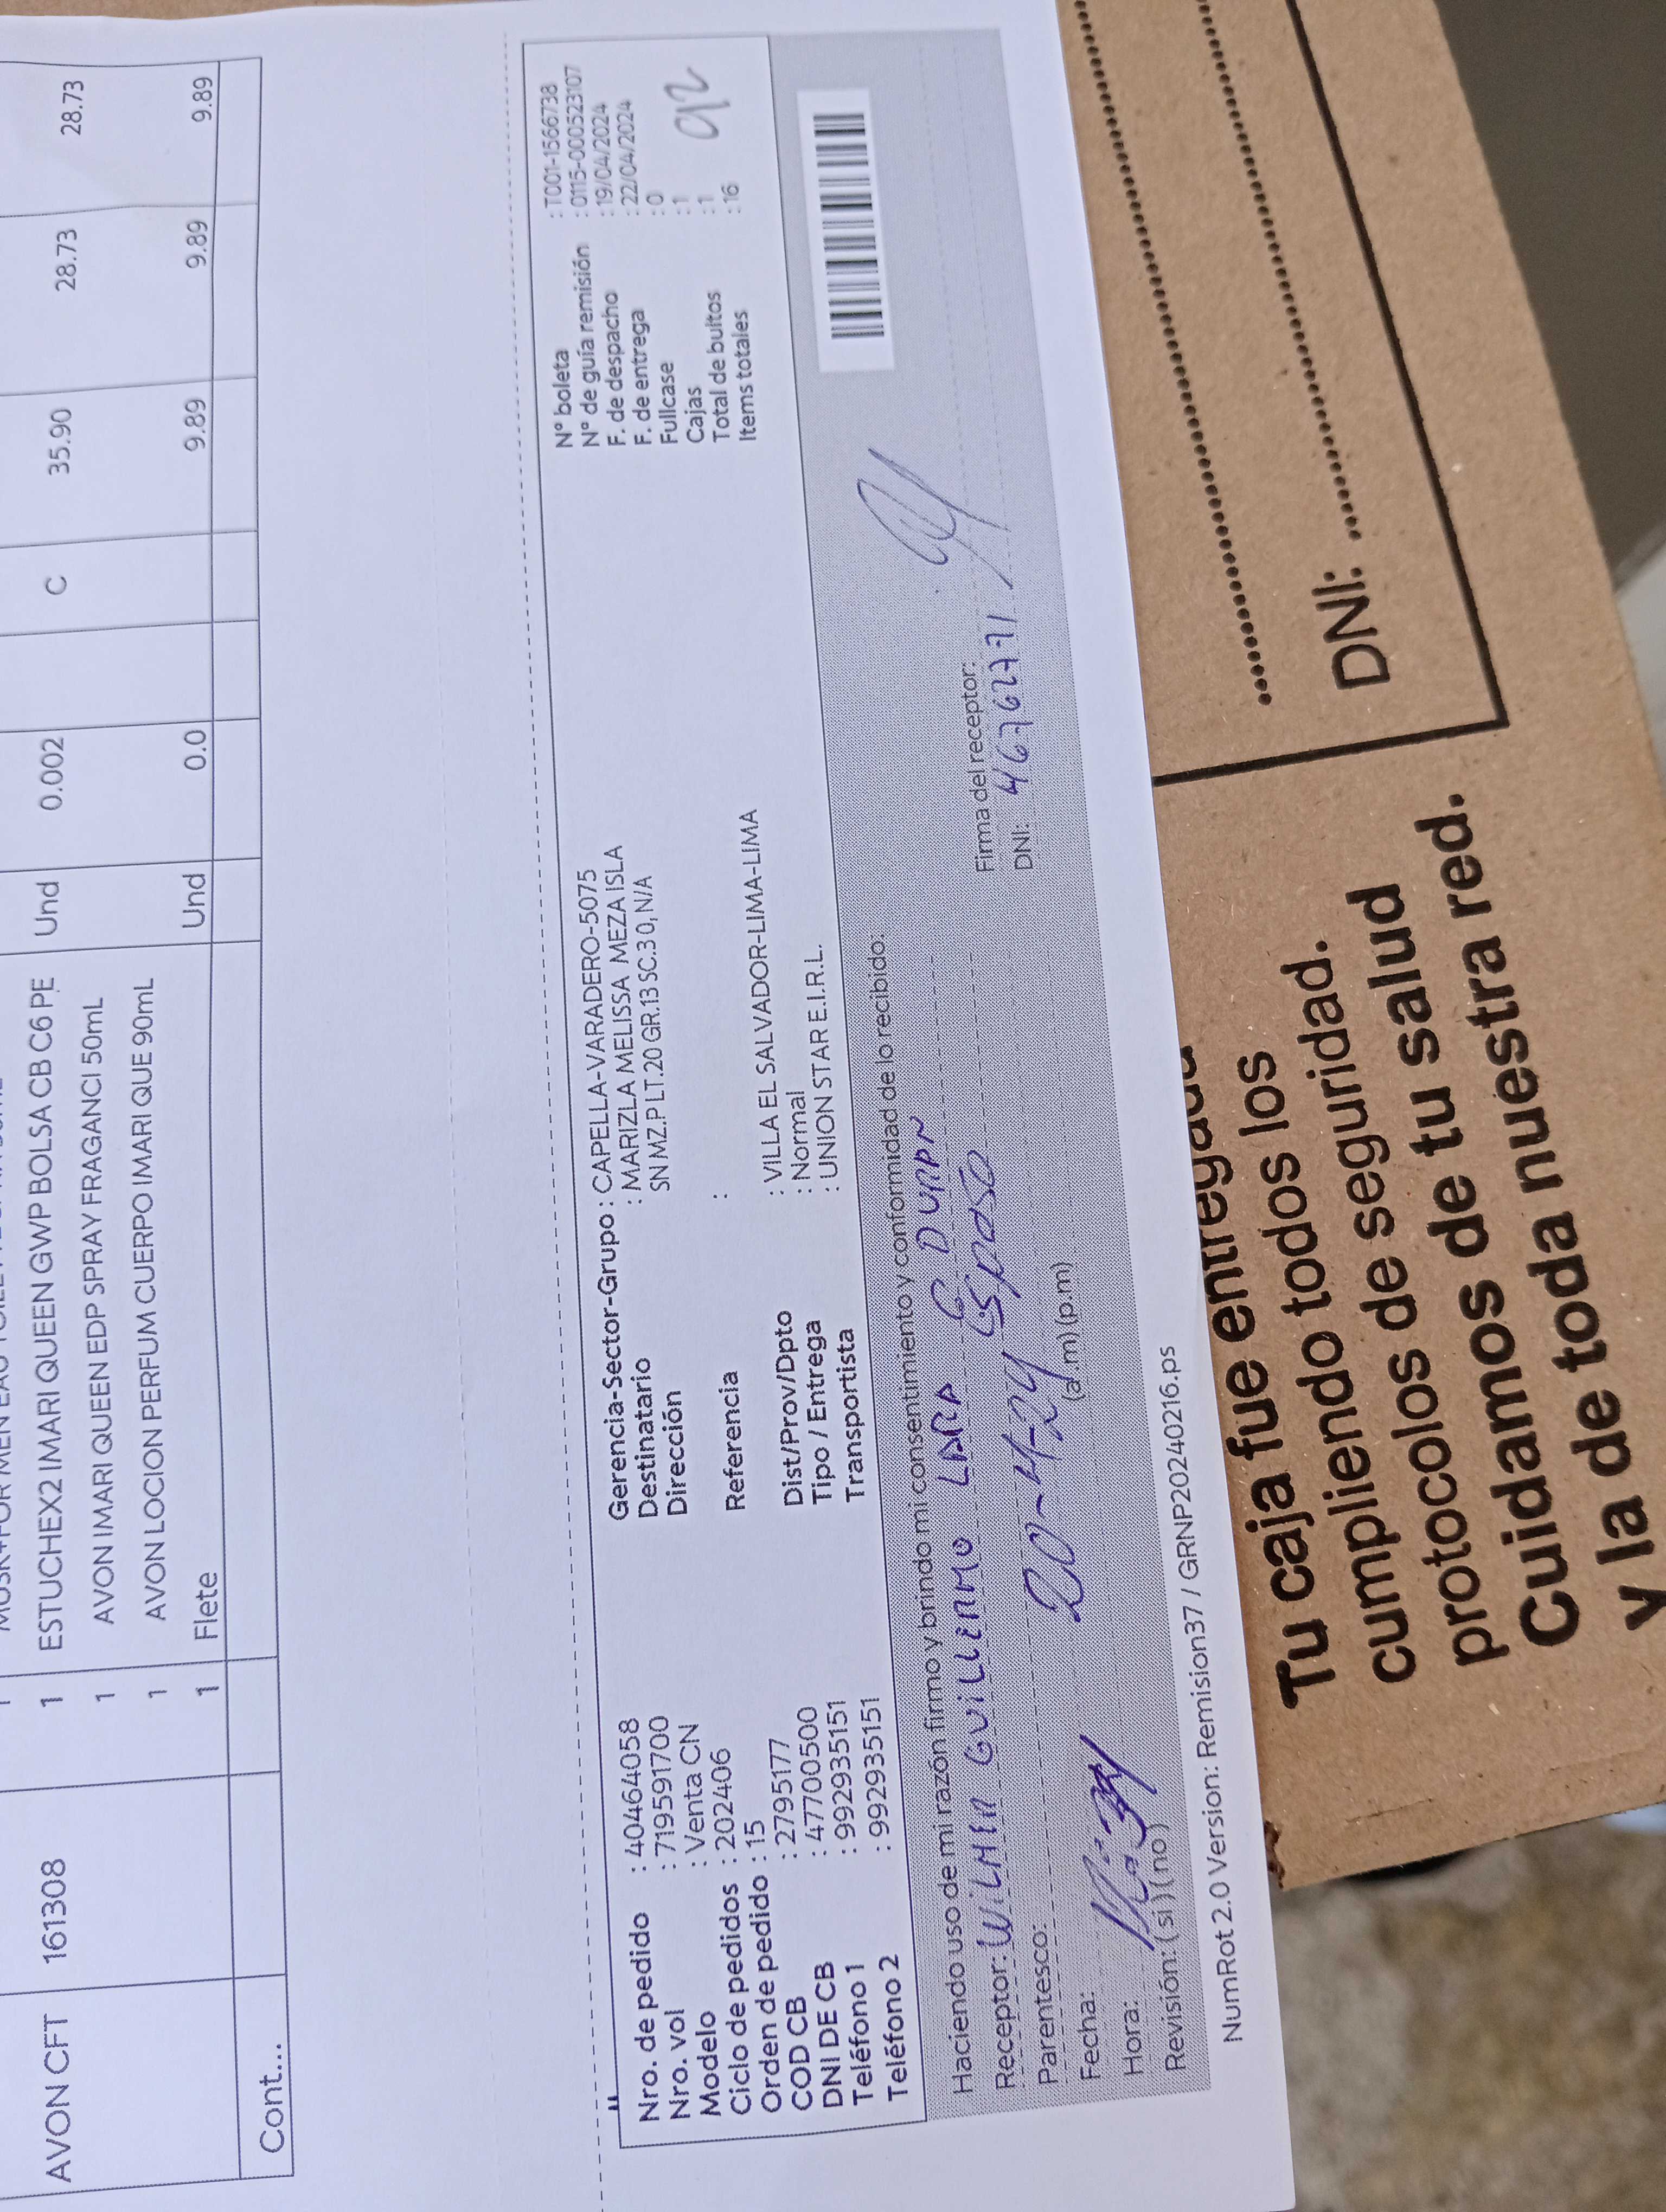 AVON CFT 161308 1 ESTUCHEX2 IMARI QUEEN GWP BOLSA CB C6 PE Und 0.002 C 35.90 28.73 28.73
1 AVON IMARI QUEEN EDP SPRAY FRAGANCI 50mL
1 AVON LOCION PERFUM CUERPO IMARI QUE 90mL
1 Flete Und 0.0 9.89 9.89 9.89
Cont...
Nro. de pedido : 40464058
Nro. vol : 719591700
Modelo : Venta CN
Ciclo de pedidos : 202406
Orden de pedido : 15
COD CB : 2795177
DNI DE CB : 47700500
Teléfono 1 : 992935151
Teléfono 2 : 992935151
Gerencia-Sector-Grupo : CAPELLA-VARADERO-5075
Destinatario : MARIZLA MELISSA MEZA ISLA
Dirección SN MZ.P LT.20 GR.13 SC.3 0, N/A
Referencia :
Dist/Prov/Dpto : VILLA EL SALVADOR-LIMA-LIMA
Tipo / Entrega : Normal
Transportista : UNION STAR E.I.R.L.
N° boleta : T001-1566738
N° de guía remisión : 0115-000523107
F. de despacho : 19/04/2024
F. de entrega : 22/04/2024
Fullcase : 0
Cajas : 1
Total de bultos : 1
Items totales : 16
Haciendo uso de mi razón firmo y brindo mi consentimiento y conformidad de lo recibido:
Receptor: WilMER GUilliERMO LARA
Parentesco: Esposo
Fecha: 20-4-24
Hora: (a.m) (p.m)
Revisión: (si) (no)
Firma del receptor:
DNI: 46762771
NumRot 2.0 Version: Remision37 / GRNP20240216.ps
Tu caja fue entregada
cumpliendo todos los
protocolos de seguridad.
Cuidamos de tu salud
y la de toda nuestra red.
DNI: